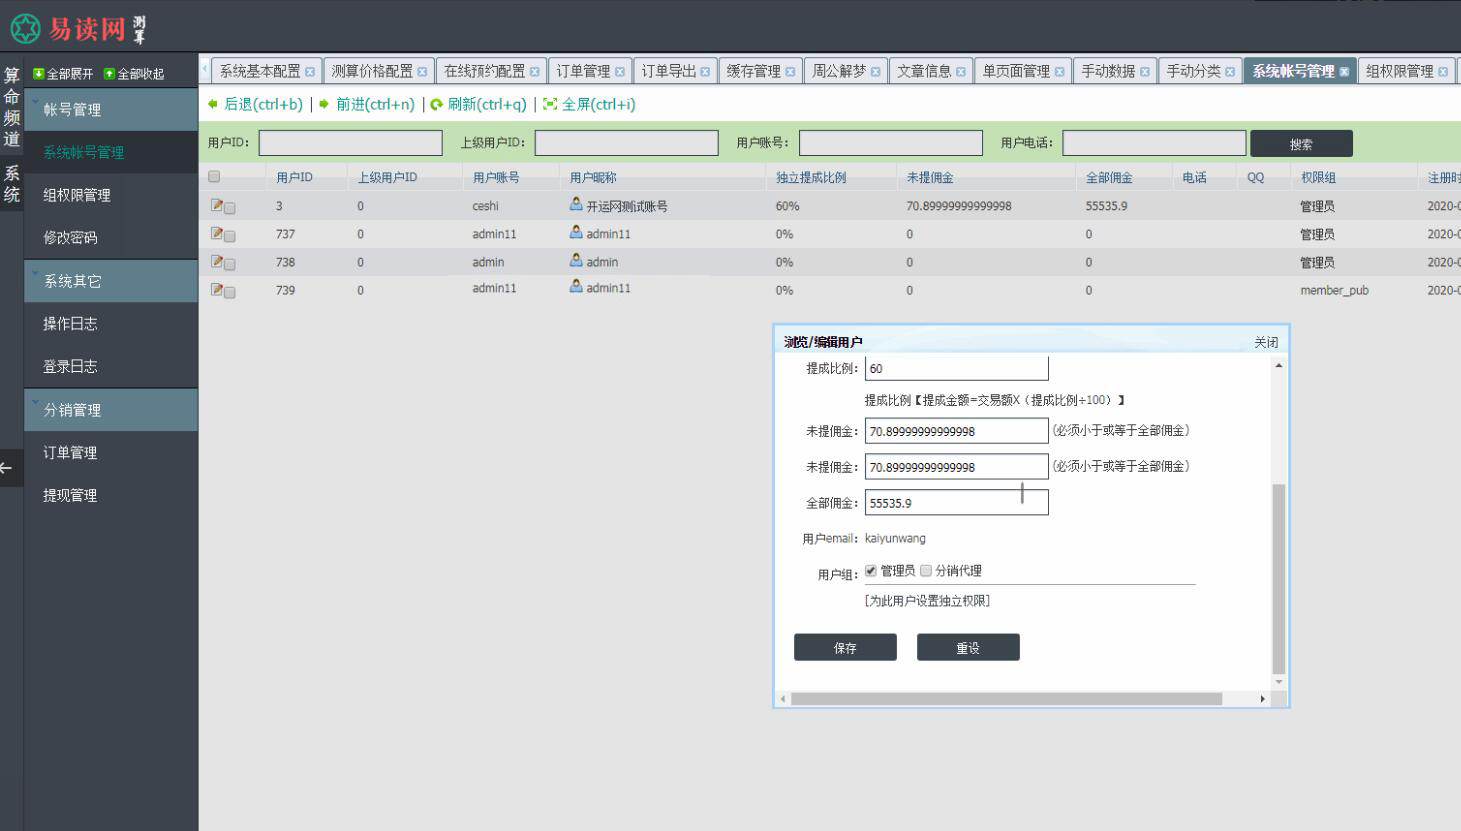 易读网 测算
算命频道
系统
全部展开 全部收起
帐号管理
系统帐号管理
组权限管理
修改密码
系统其它
操作日志
登录日志
分销管理
订单管理
提现管理
系统基本配置 测算价格配置 在线预约配置 订单管理 订单导出 缓存管理 周公解梦 文章信息 单页面管理 手动数据 手动分类 系统帐号管理 组权限管理
后退(ctrl+b) | 前进(ctrl+n) | 刷新(ctrl+q) | 全屏(ctrl+i)
用户ID: 上级用户ID: 用户账号: 用户电话: 搜索
用户ID 上级用户ID 用户账号 用户昵称 独立提成比例 未提佣金 全部佣金 电话 QQ 权限组 注册时
3 0 ceshi 开运网测试账号 60% 70.89999999999998 55535.9 管理员 2020-0
737 0 admin11 admin11 0% 0 0 管理员 2020-0
738 0 admin admin 0% 0 0 管理员 2020-0
739 0 admin11 admin11 0% 0 0 member_pub 2020-0
浏览/编辑用户 关闭
提成比例: 60
提成比例【提成金额=交易额X（提成比例÷100）】
未提佣金: 70.89999999999998 (必须小于或等于全部佣金)
未提佣金: 70.89999999999998 (必须小于或等于全部佣金)
全部佣金: 55535.9
用户email: kaiyunwang
用户组: 管理员 分销代理
[为此用户设置独立权限]
保存 重设